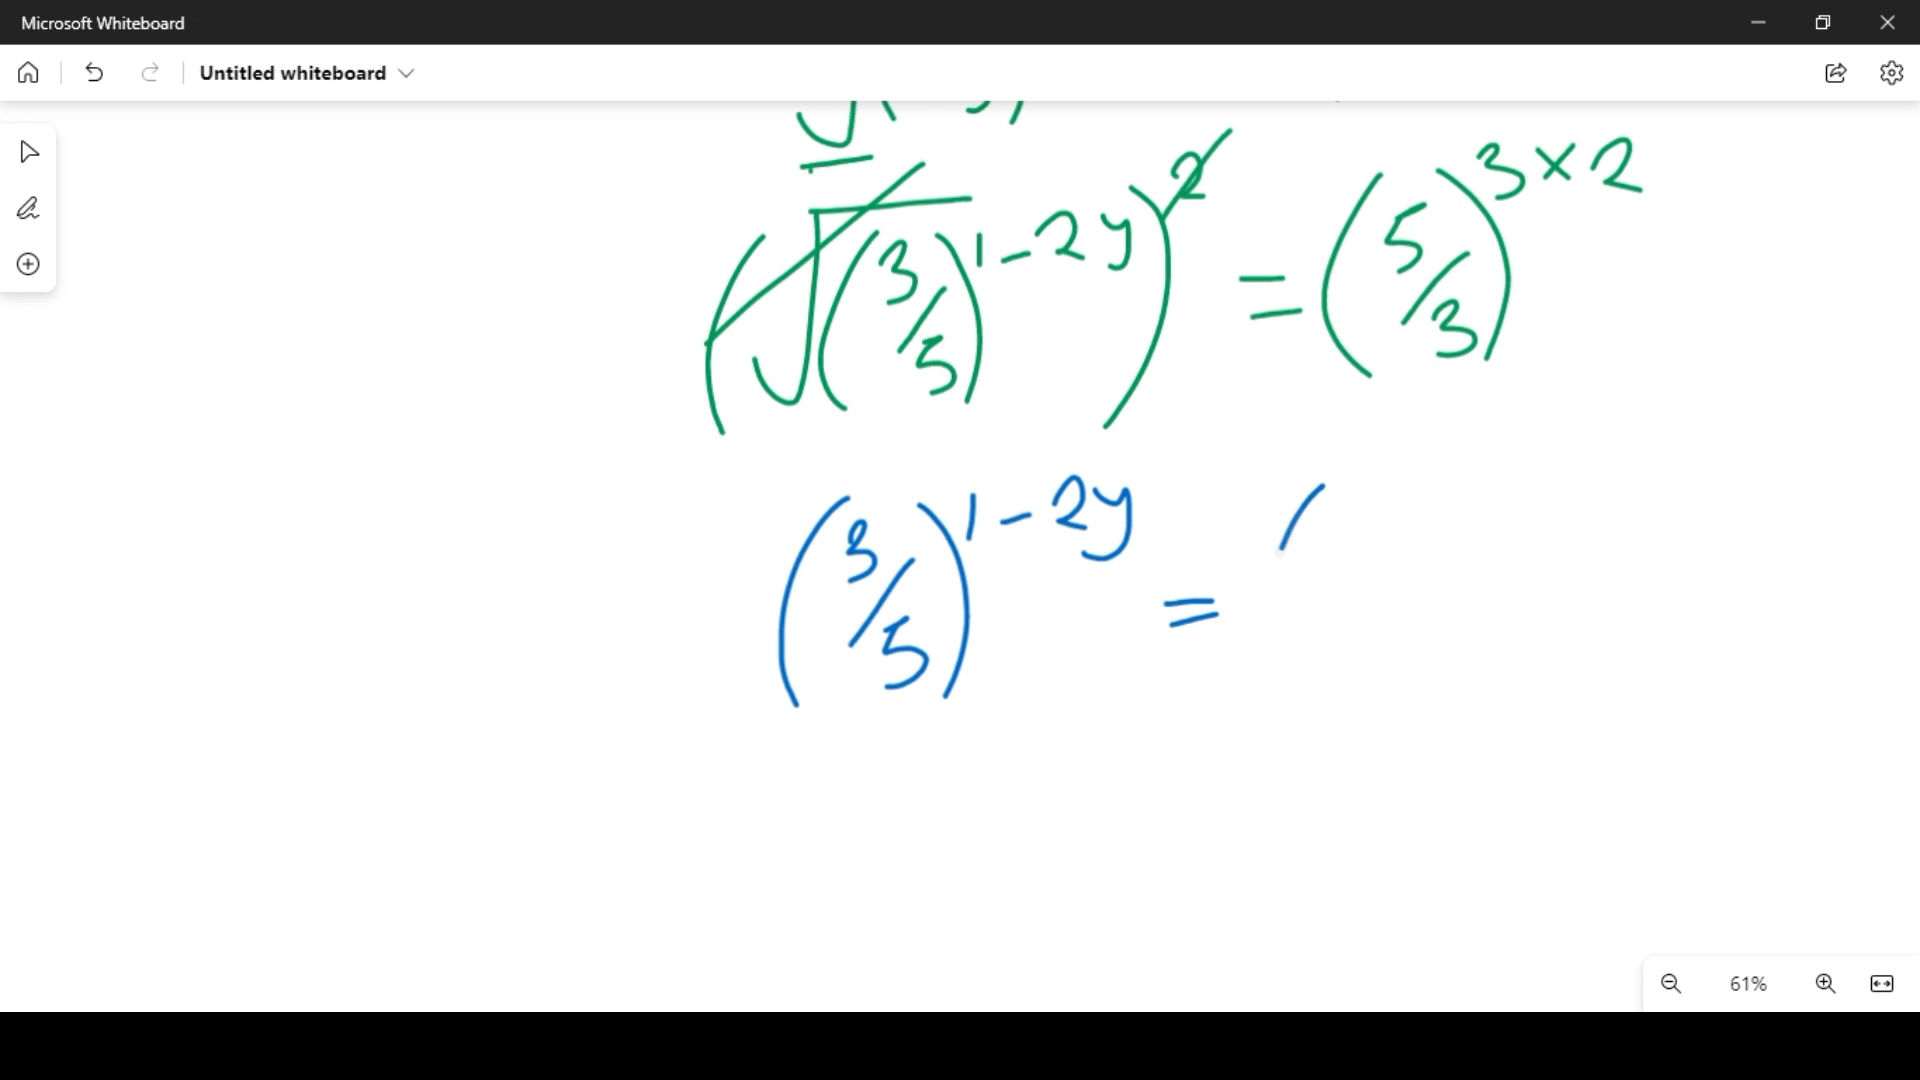 Microsoft Whiteboard
Untitled whiteboard
(√(3/5)^1-2y)^2 = (5/3)^3×2
(3/5)^1-2y = (
61%